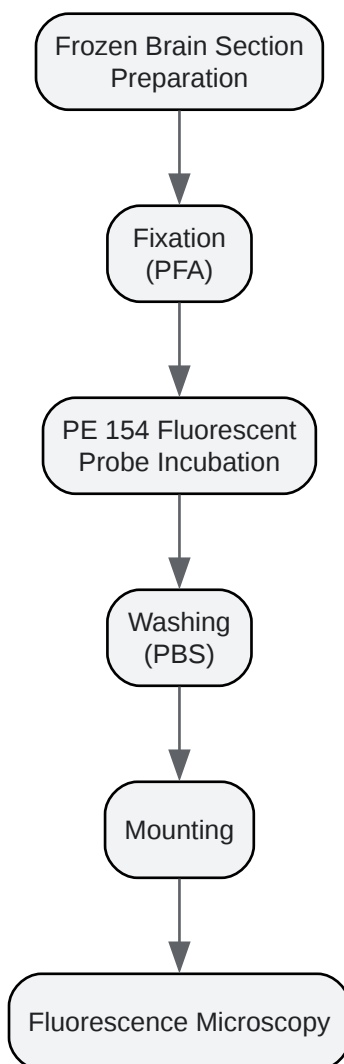 Frozen Brain Section
Preparation
Fixation
(PFA)
PE 154 Fluorescent
Probe Incubation
Washing
(PBS)
Mounting
Fluorescence Microscopy